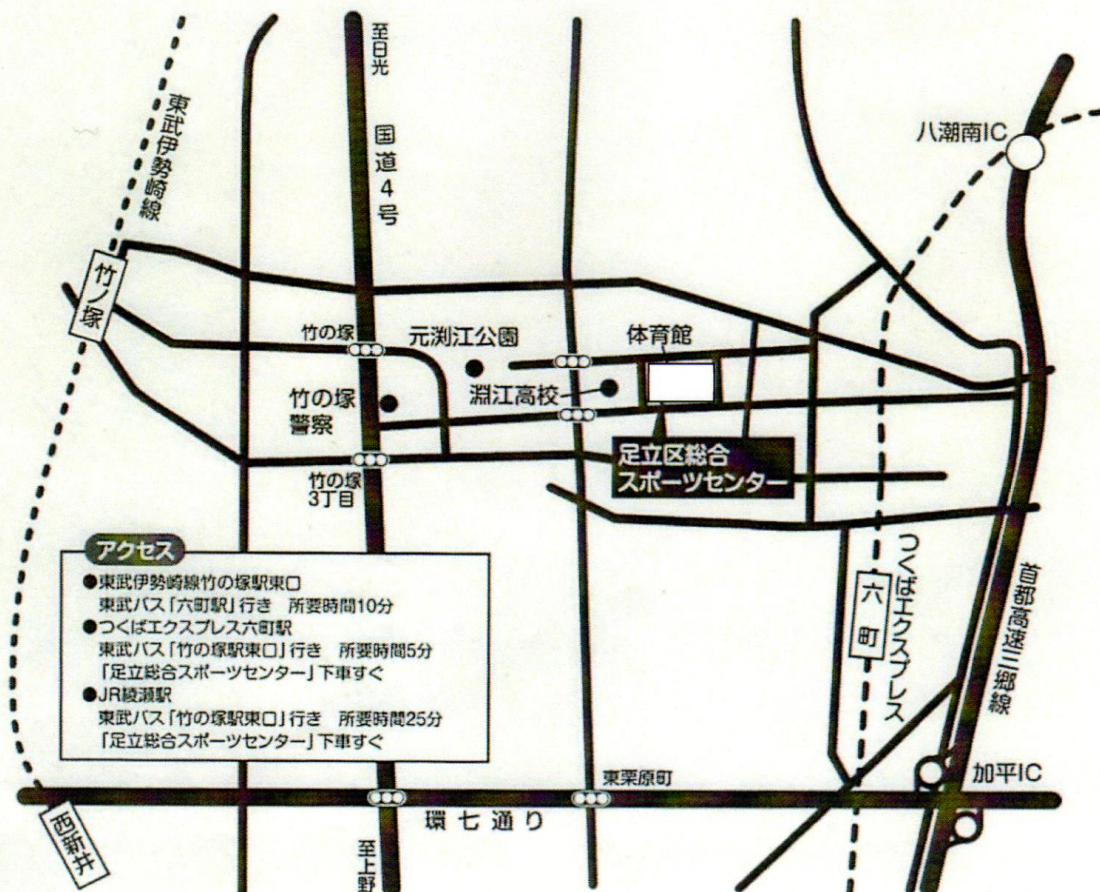 至日光
国道4号
東武伊勢崎線
八潮南IC
竹ノ塚
竹の塚
元渕江公園
体育館
淵江高校
竹の塚
警察
足立区総合
スポーツセンター
竹の塚
3丁目
アクセス
●東武伊勢崎線竹の塚駅東口
東武バス「六町駅」行き 所要時間10分
●つくばエクスプレス六町駅
東武バス「竹の塚駅東口」行き 所要時間5分
「足立総合スポーツセンター」下車すぐ
●JR綾瀬駅
東武バス「竹の塚駅東口」行き 所要時間25分
「足立総合スポーツセンター」下車すぐ
つくばエクスプレス
六町
首都高速三郷線
東栗原町
加平IC
環七通り
西新井
至上野